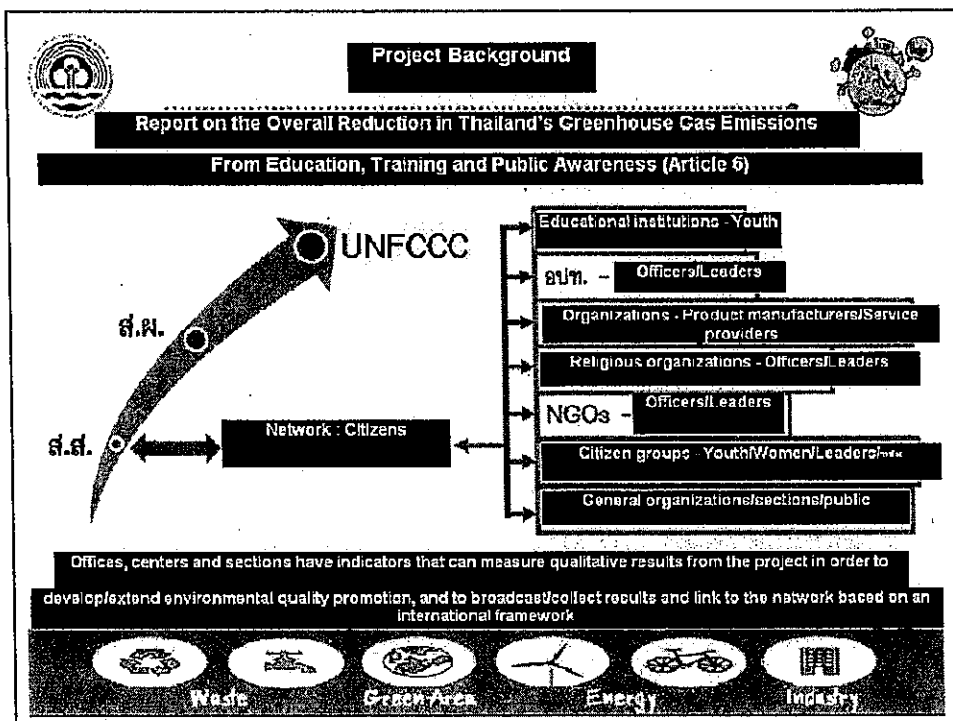 Project Background
Report on the Overall Reduction in Thailand's Greenhouse Gas Emissions
From Education, Training and Public Awareness (Article 6)
UNFCCC
ส.ผ.
ส.ส.
Network : Citizens
Educational institutions - Youth
อปท. - Officers/Leaders
Organizations - Product manufacturers/Service
providers
Religious organizations - Officers/Leaders
NGOs - Officers/Leaders
Citizen groups - Youth/Women/Leaders/
General organizations/sections/public
Offices, centers and sections have indicators that can measure qualitative results from the project in order to
develop/extend environmental quality promotion, and to broadcast/collect results and link to the network based on an
international framework
Waste Green Area Energy Industry